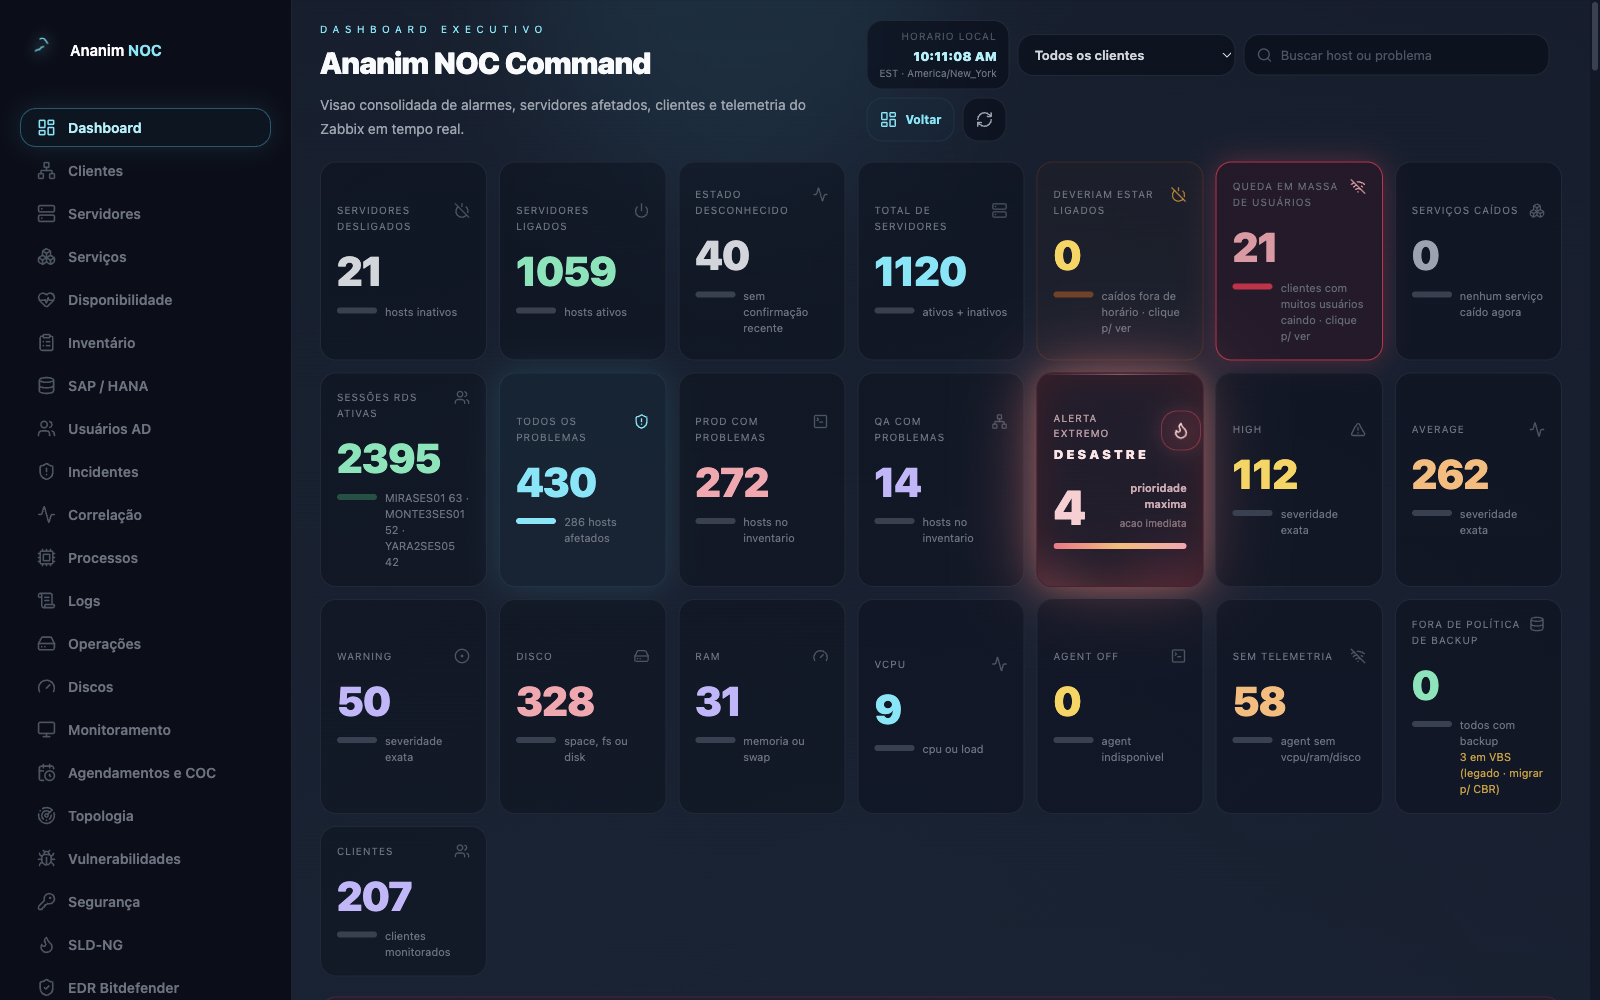 Ananim NOC
Dashboard
Clientes
Servidores
Serviços
Disponibilidade
Inventário
SAP / HANA
Usuários AD
Incidentes
Correlação
Processos
Logs
Operações
Discos
Monitoramento
Agendamentos e COC
Topologia
Vulnerabilidades
Segurança
SLD-NG
EDR Bitdefender
DASHBOARD EXECUTIVO
Ananim NOC Command
Visao consolidada de alarmes, servidores afetados, clientes e telemetria do
Zabbix em tempo real.
HORARIO LOCAL
10:11:08 AM
EST · America/New_York
Todos os clientes
Buscar host ou problema
Voltar
SERVIDORES
DESLIGADOS
21
hosts inativos
SERVIDORES
LIGADOS
1059
hosts ativos
ESTADO
DESCONHECIDO
40
sem
confirmação
recente
TOTAL DE
SERVIDORES
1120
ativos + inativos
DEVERIAM ESTAR
LIGADOS
0
caídos fora de
horário · clique
p/ ver
QUEDA EM MASSA
DE USUÁRIOS
21
clientes com
muitos usuários
caindo · clique
p/ ver
SERVIÇOS CAÍDOS
0
nenhum serviço
caído agora
SESSÕES RDS
ATIVAS
2395
MIRASES01 63 ·
MONTE3SES01
52 ·
YARA2SES05
42
TODOS OS
PROBLEMAS
430
286 hosts
afetados
PROD COM
PROBLEMAS
272
hosts no
inventario
QA COM
PROBLEMAS
14
hosts no
inventario
ALERTA
EXTREMO
DESASTRE
4
prioridade
maxima
acao imediata
HIGH
112
severidade
exata
AVERAGE
262
severidade
exata
WARNING
50
severidade
exata
DISCO
328
space, fs ou
disk
RAM
31
memoria ou
swap
VCPU
9
cpu ou load
AGENT OFF
0
agent
indisponivel
SEM TELEMETRIA
58
agent sem
vcpu/ram/disco
FORA DE POLÍTICA
DE BACKUP
0
todos com
backup
3 em VBS
(legado · migrar
p/ CBR)
CLIENTES
207
clientes
monitorados